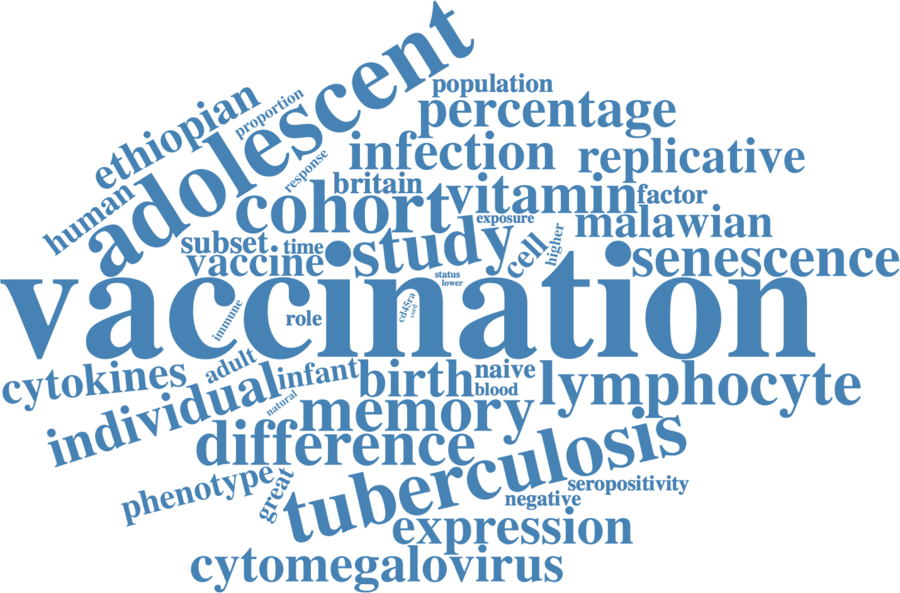 adolescent
population
percentage
ethiopian
proportion
infection
replicative
response
britain
vitamin
factor
human
cohort
exposure
malawian
subset
time
study
cell
higher
vaccine
senescence
status
lower
vaccination
cd45ra
cord
immune
role
cytokines
adult
infant
birth
naive
blood
lymphocyte
individual
natural
memory
difference
tuberculosis
phenotype
great
seropositivity
negative
expression
cytomegalovirus